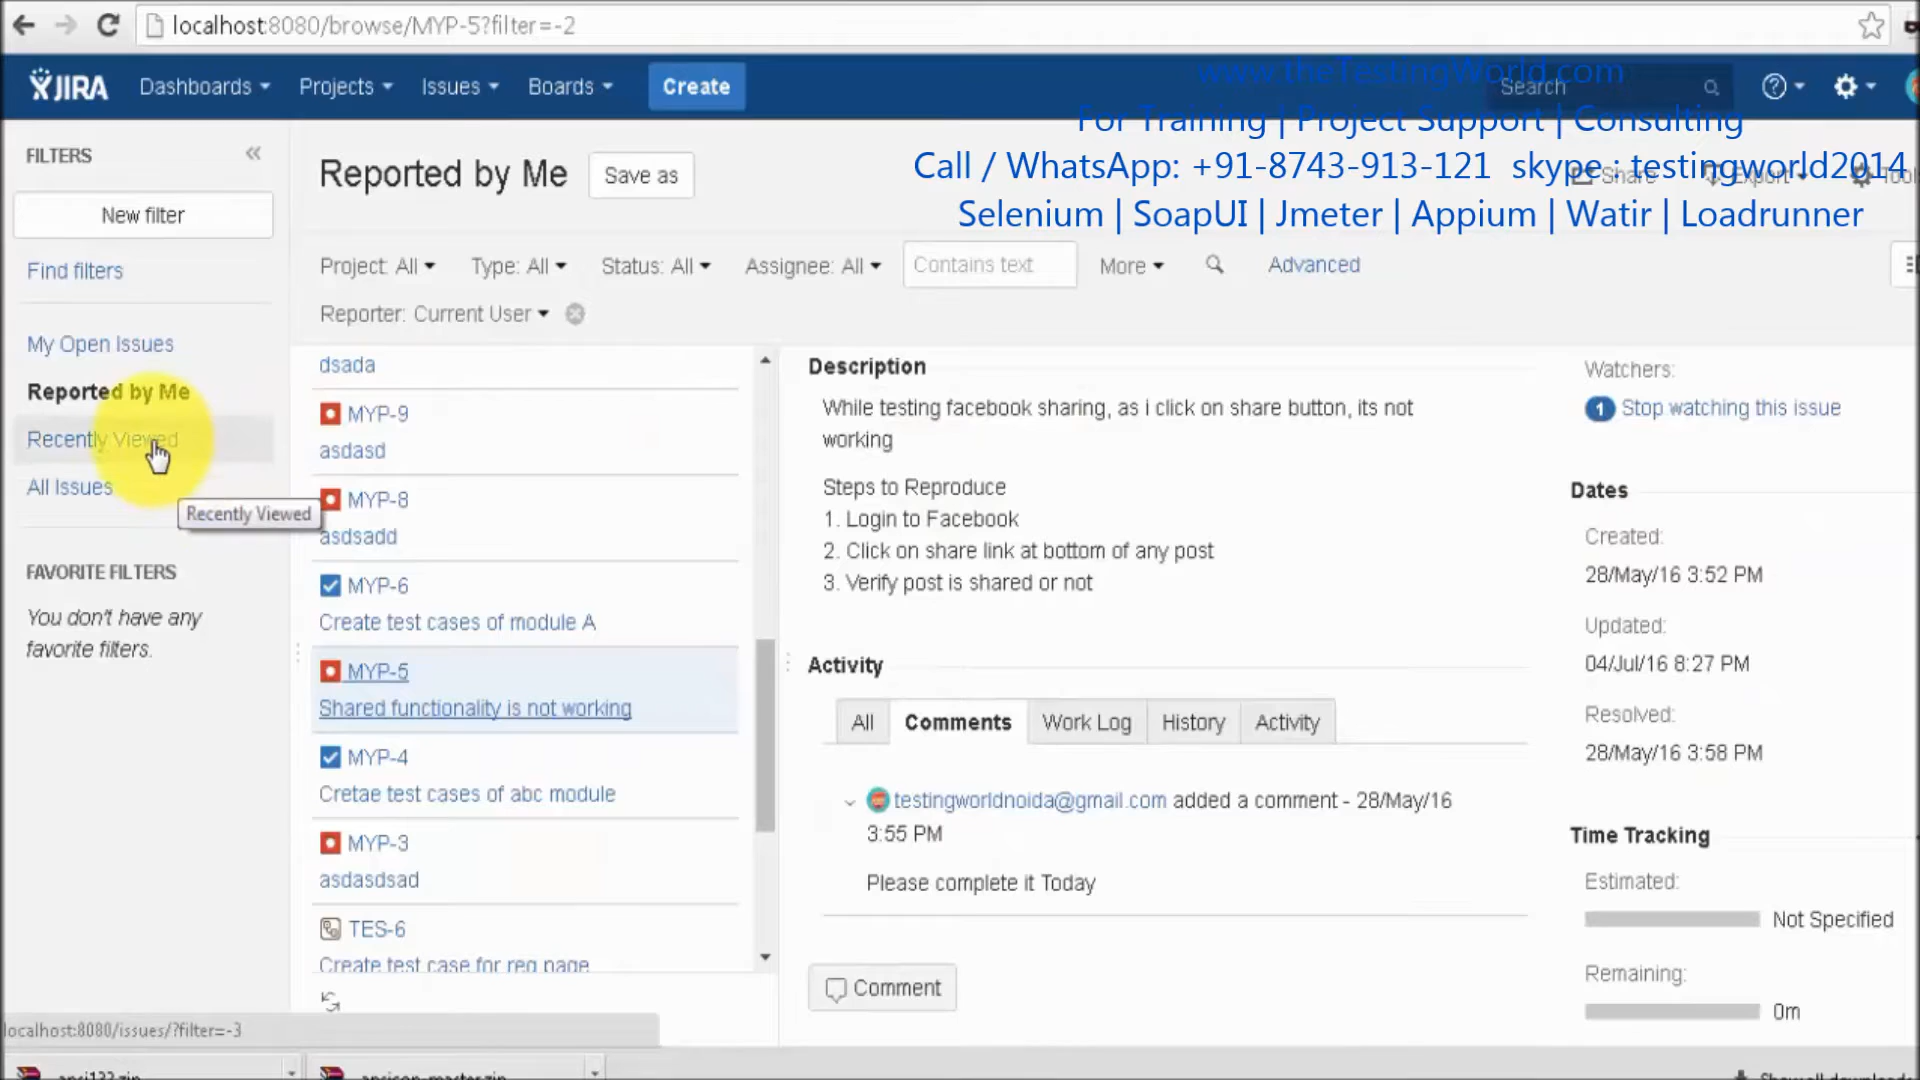 localhost:8080/browse/MYP-5?filter=-2
JIRA Dashboards Projects Issues Boards Create Search
www.theTestingWorld.com
For Training | Project Support | Consulting
Call / WhatsApp: +91-8743-913-121 skype : testingworld2014
Selenium | SoapUI | Jmeter | Appium | Watir | Loadrunner
FILTERS
New filter
Find filters
My Open Issues
Reported by Me
Recently Viewed
All Issues
Recently Viewed
FAVORITE FILTERS
You don't have any
favorite filters.
Reported by Me Save as Share Export
Project: All Type: All Status: All Assignee: All Contains text More Advanced
Reporter: Current User
dsada
MYP-9
asdasd
MYP-8
asdsadd
MYP-6
Create test cases of module A
MYP-5
Shared functionality is not working
MYP-4
Cretae test cases of abc module
MYP-3
asdasdsad
TES-6
Create test case for reg page
Description
While testing facebook sharing, as i click on share button, its not
working
Steps to Reproduce
1. Login to Facebook
2. Click on share link at bottom of any post
3. Verify post is shared or not
Activity
All Comments Work Log History Activity
testingworldnoida@gmail.com added a comment - 28/May/16
3:55 PM
Please complete it Today
Comment
Watchers:
1 Stop watching this issue
Dates
Created:
28/May/16 3:52 PM
Updated:
04/Jul/16 8:27 PM
Resolved:
28/May/16 3:58 PM
Time Tracking
Estimated:
Not Specified
Remaining:
0m
localhost:8080/issues/?filter=-3